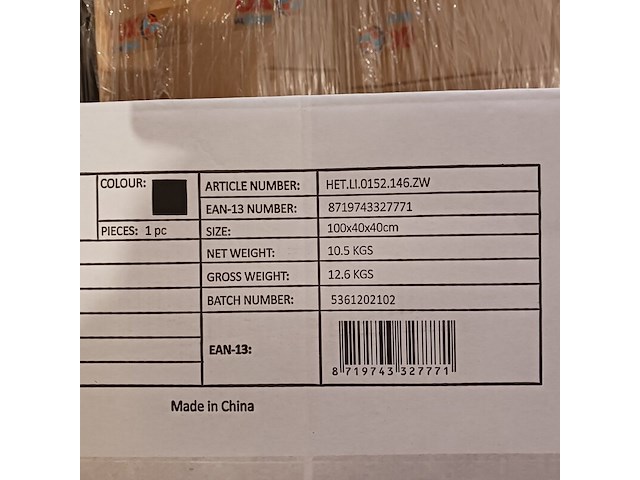 COLOUR:
PIECES: 1 pc
ARTICLE NUMBER: HET.LI.0152.146.ZW
EAN-13 NUMBER: 8719743327771
SIZE: 100x40x40cm
NET WEIGHT: 10.5 KGS
GROSS WEIGHT: 12.6 KGS
BATCH NUMBER: 5361202102
EAN-13:
8 719743 327771
Made in China